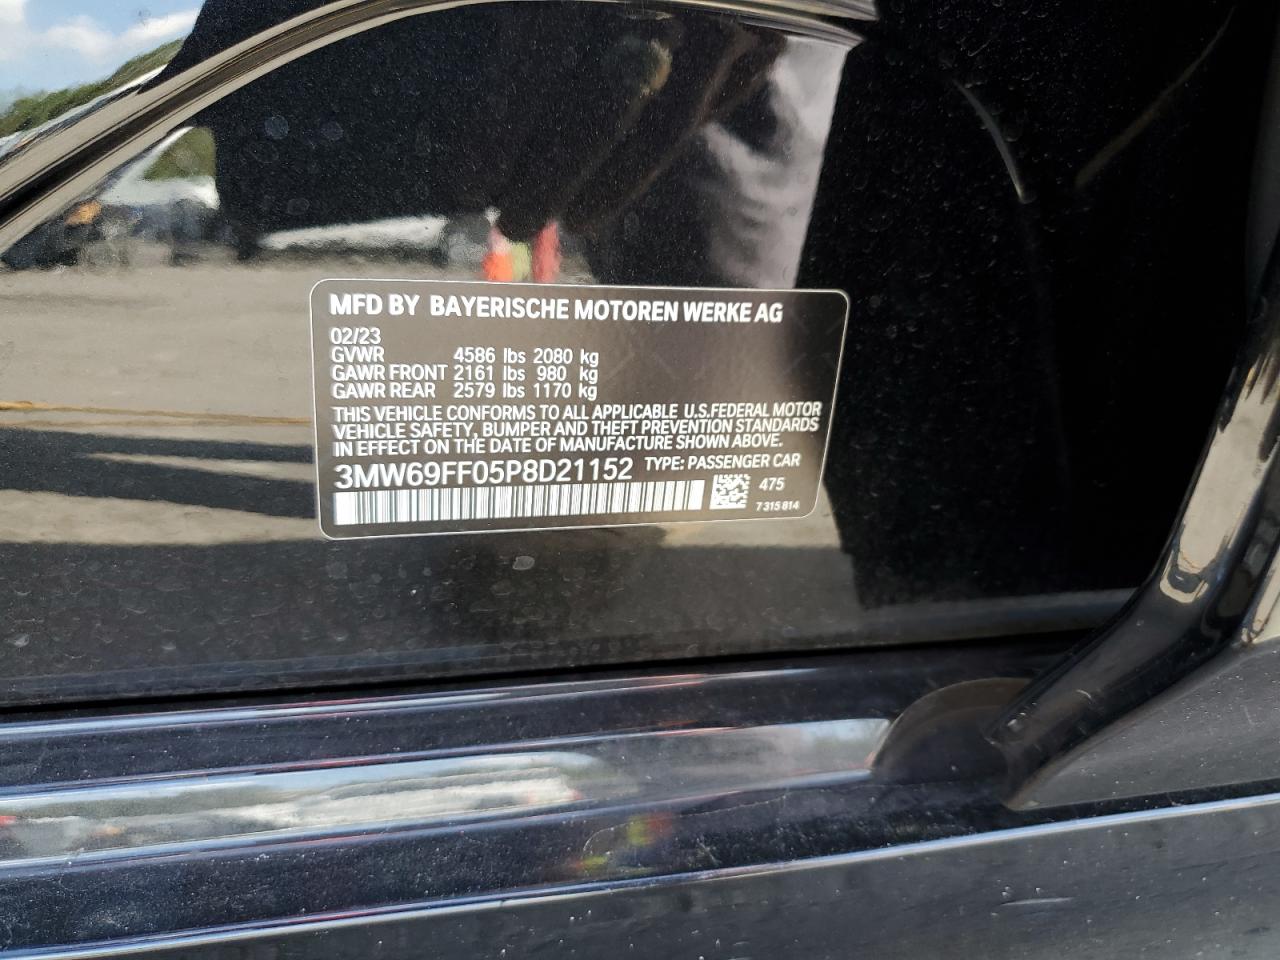 MFD BY BAYERISCHE MOTOREN WERKE AG
02/23
GVWR 4586 lbs 2080 kg
GAWR FRONT 2161 lbs 980 kg
GAWR REAR 2579 lbs 1170 kg
THIS VEHICLE CONFORMS TO ALL APPLICABLE U.S.FEDERAL MOTOR
VEHICLE SAFETY, BUMPER AND THEFT PREVENTION STANDARDS
IN EFFECT ON THE DATE OF MANUFACTURE SHOWN ABOVE.
3MW69FF05P8D21152 TYPE: PASSENGER CAR
475
7 315 814